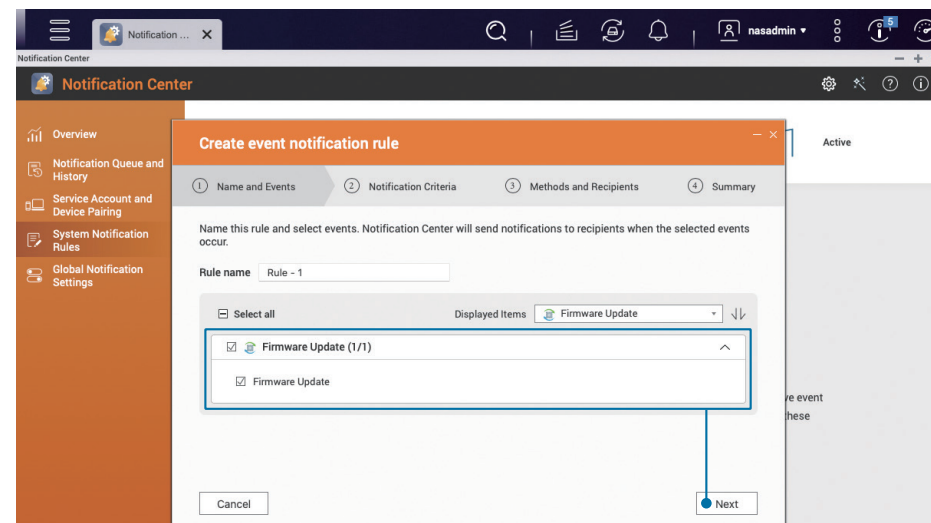 Notification ...
nasadmin
5
Notification Center
Notification Center
Overview
Notification Queue and
History
Service Account and
Device Pairing
System Notification
Rules
Global Notification
Settings
Active
Create event notification rule
1 Name and Events
2 Notification Criteria
3 Methods and Recipients
4 Summary
Name this rule and select events. Notification Center will send notifications to recipients when the selected events
occur.
Rule name Rule - 1
Select all
Displayed Items Firmware Update
Firmware Update (1/1)
Firmware Update
event
these
Cancel
Next